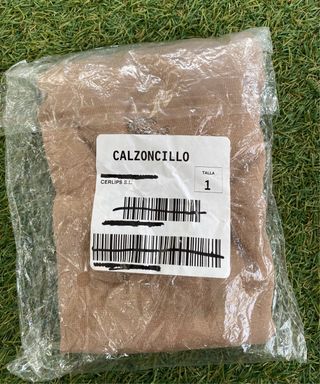 CALZONCILLO
CERLIPS S.L.
TALLA
1